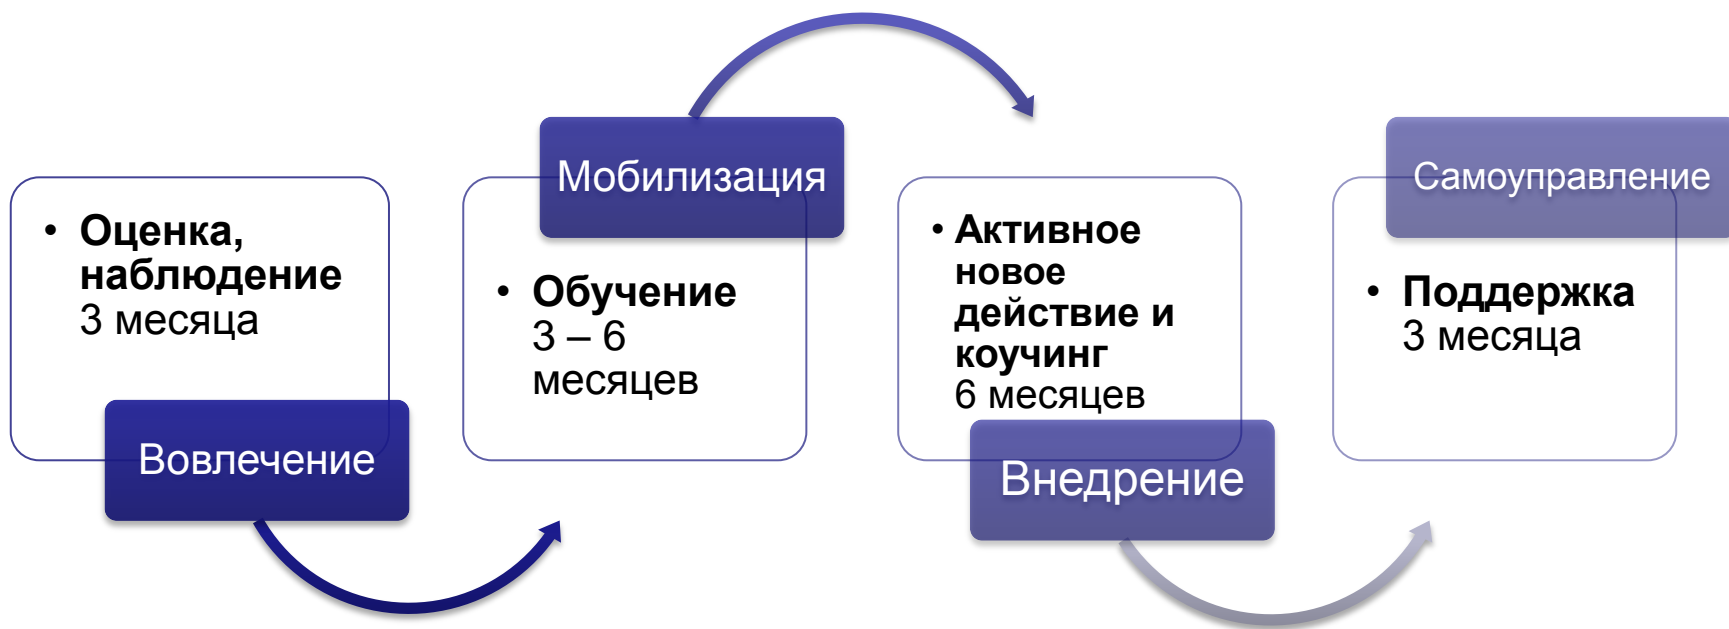 • Оценка,
наблюдение
3 месяца
Вовлечение
Мобилизация
• Обучение
3 – 6
месяцев
• Активное
новое
действие и
коучинг
6 месяцев
Внедрение
Самоуправление
• Поддержка
3 месяца